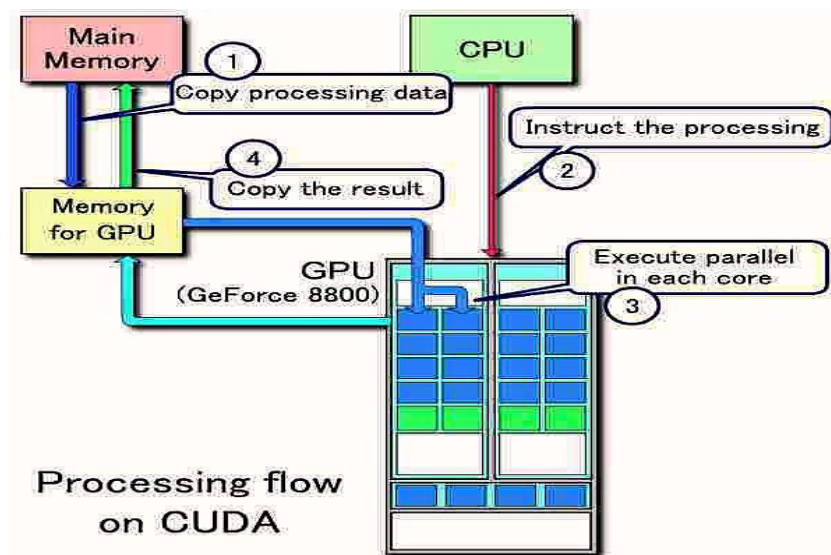 Main
Memory
CPU
1
Copy processing data
Instruct the processing
2
4
Copy the result
Memory
for GPU
GPU
(GeForce 8800)
Execute parallel
in each core
3
Processing flow
on CUDA